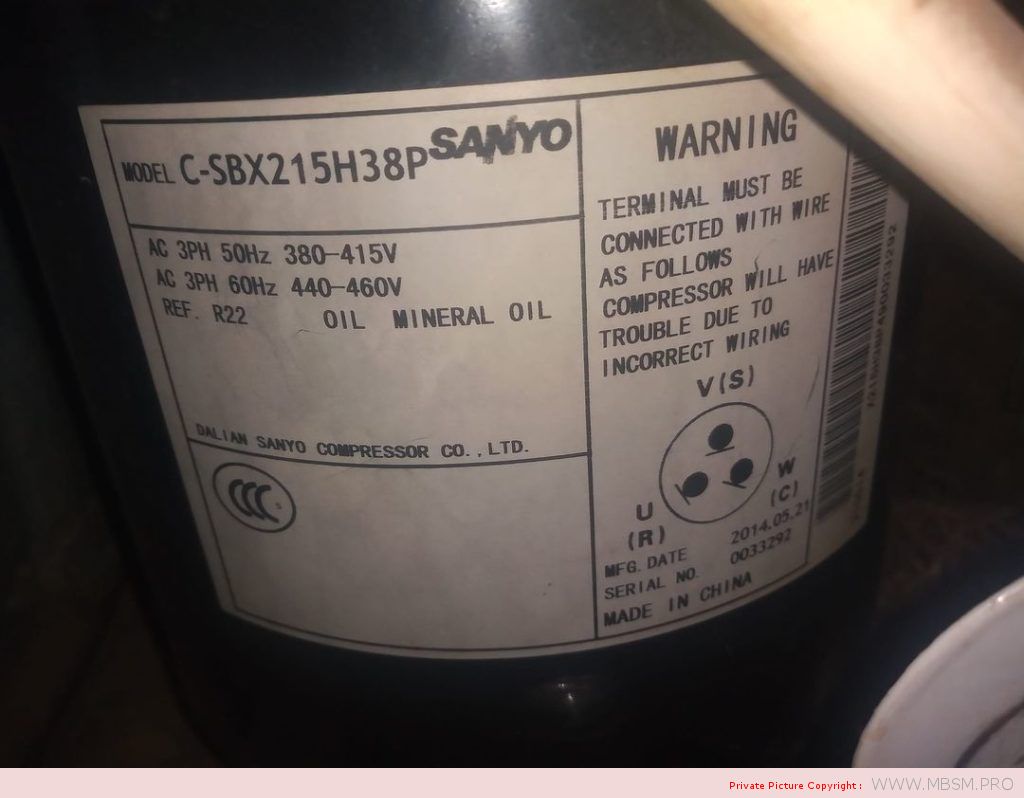 MODEL C-SBX215H38P SANYO
AC 3PH 50Hz 380-415V
AC 3PH 60Hz 440-460V
REF. R22 OIL MINERAL OIL
DALIAN SANYO COMPRESSOR CO.,LTD.
CCC
WARNING
TERMINAL MUST BE
CONNECTED WITH WIRE
AS FOLLOWS
COMPRESSOR WILL HAVE
TROUBLE DUE TO
INCORRECT WIRING
V(S)
U
(R)
W
(C)
MFG. DATE 2014.05.21
SERIAL NO. 0033292
MADE IN CHINA
Private Picture Copyright : WWW.MBSM.PRO